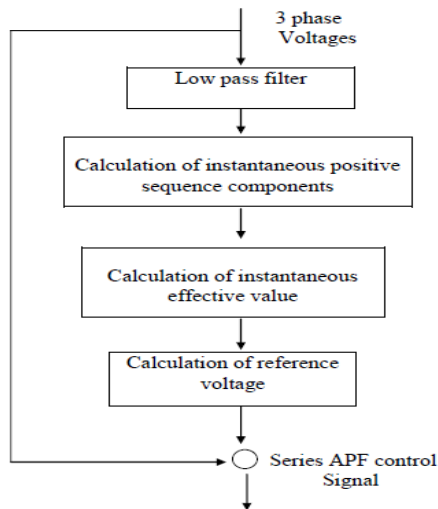 3 phase
Voltages
Low pass filter
Calculation of instantaneous positive
sequence components
Calculation of instantaneous
effective value
Calculation of reference
voltage
Series APF control
Signal